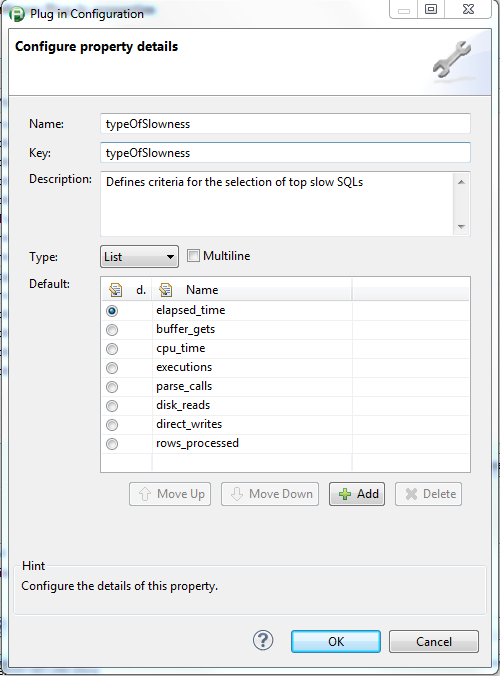 Plug in Configuration
Configure property details
Name: typeOfSlowness
Key: typeOfSlowness
Description: Defines criteria for the selection of top slow SQLs
Type: List Multiline
Default: d. Name
elapsed_time
buffer_gets
cpu_time
executions
parse_calls
disk_reads
direct_writes
rows_processed
Move Up Move Down Add Delete
Hint
Configure the details of this property.
? OK Cancel